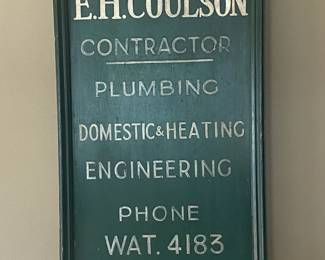 E.H.COULSON
CONTRACTOR
PLUMBING
DOMESTIC & HEATING
ENGINEERING
PHONE
WAT. 4183